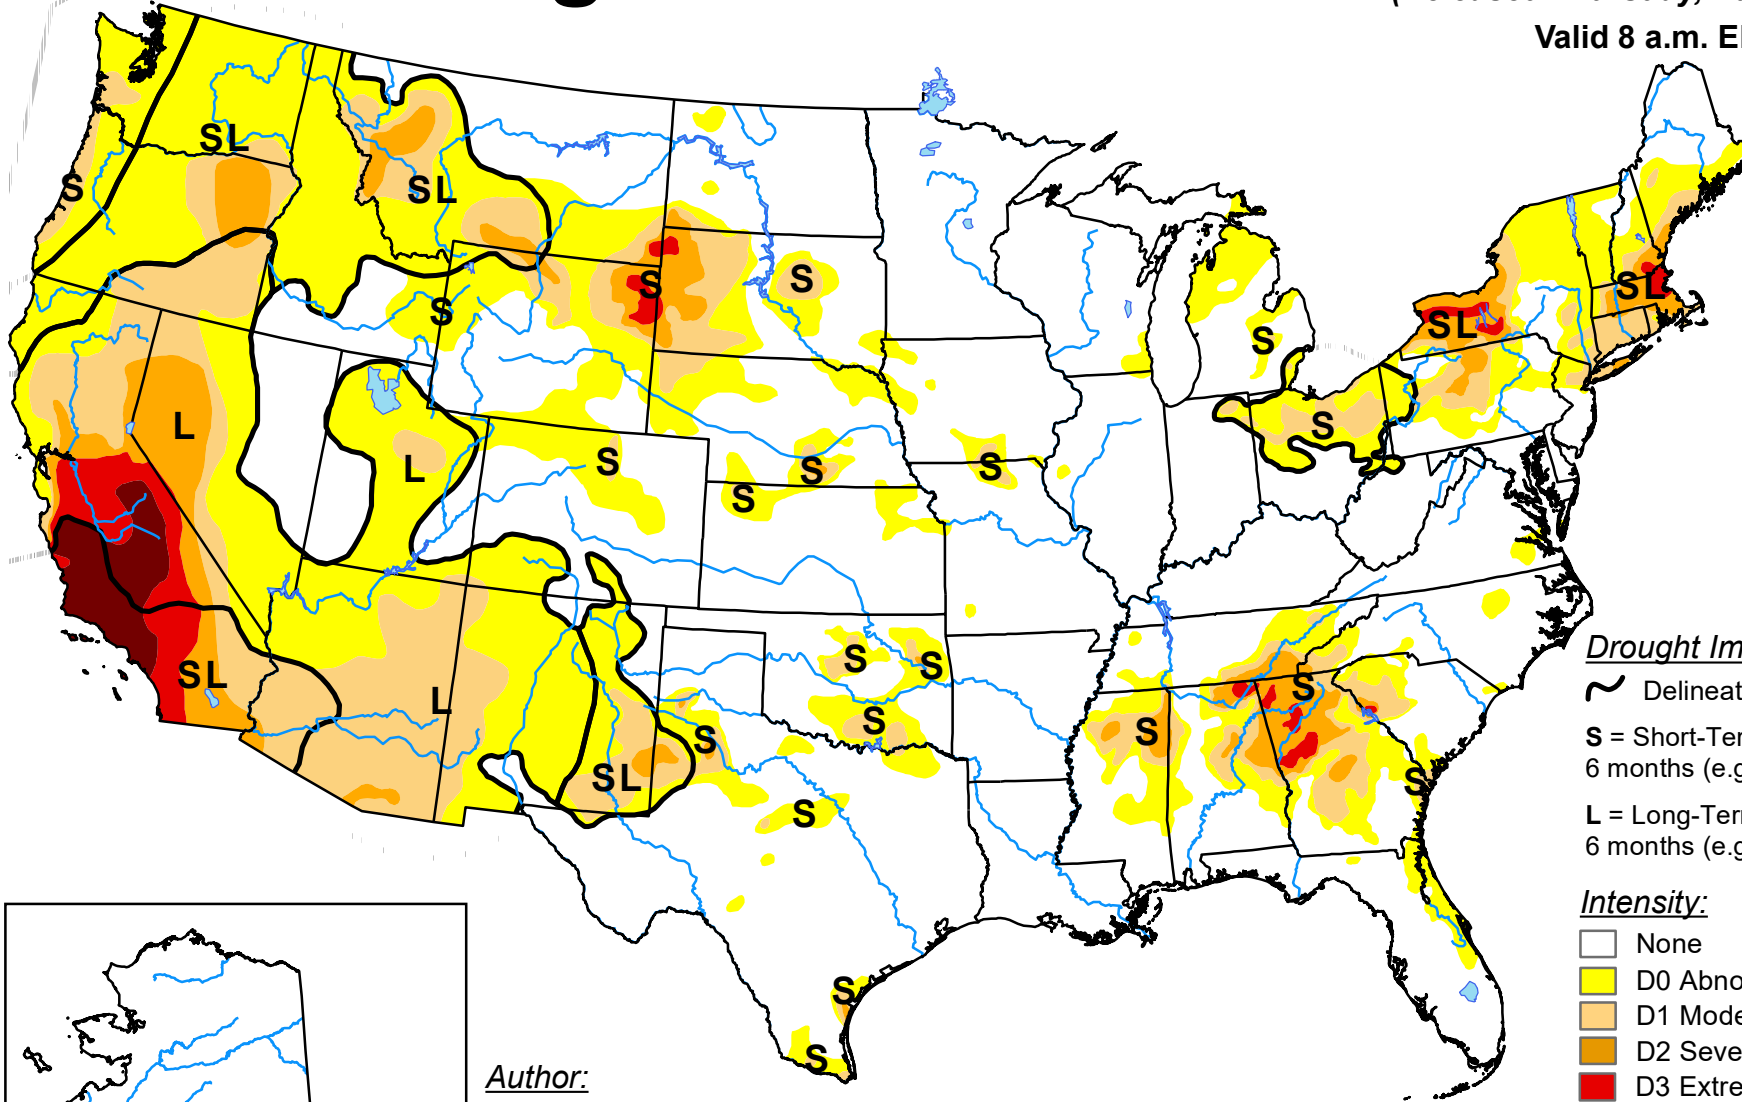 Valid 8 a.m. E
SL
S
SL
S
S
S
S
SL
SL
L
S
L
S
S
S
S
S
SL
L
S
S
S
S
SL
S
S
S
S
S
S
Drought Im
Delineat
S = Short-Ter
6 months (e.g
L = Long-Terr
6 months (e.g
Intensity:
None
D0 Abno
D1 Mode
D2 Seve
D3 Extre
Author: